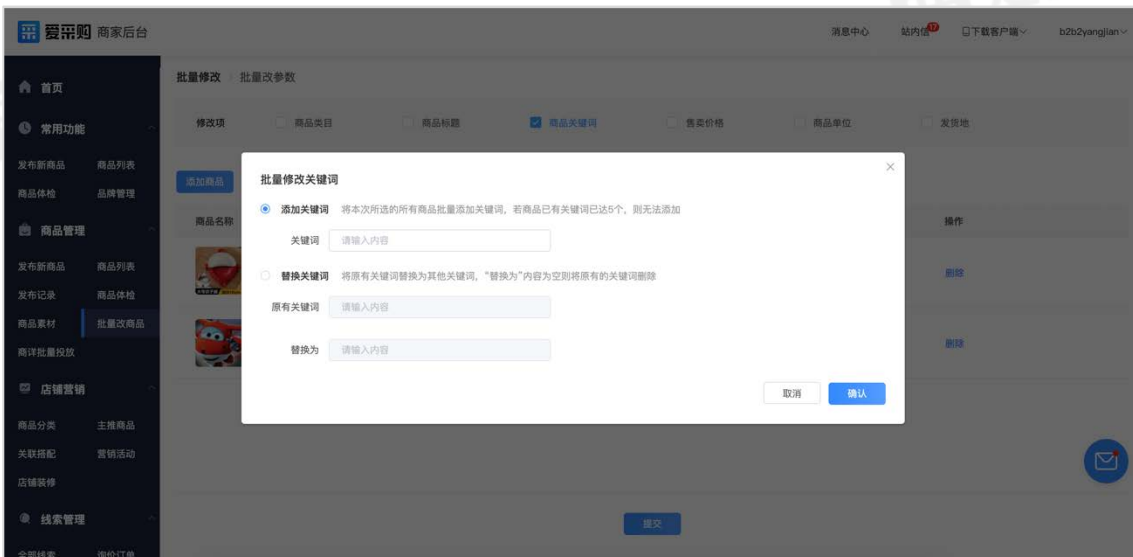 爱采购 商家后台
消息中心 站内信 17 下载客户端 b2b2yangjian
首页
常用功能
发布新商品 商品列表
商品体检 品牌管理
商品管理
发布新商品 商品列表
发布记录 商品体检
商品素材 批量改商品
商详批量投放
店铺营销
商品分类 主推商品
关联搭配 营销活动
店铺装修
线索管理
全部线索 询价订单
批量修改 批量改参数
修改项 商品类目 商品标题 商品关键词 售卖价格 商品单位 发货地
添加商品
商品名称 操作
删除
删除
批量修改关键词
添加关键词 将本次所选的所有商品批量添加关键词，若商品已有关键词已达5个，则无法添加
关键词 请输入内容
替换关键词 将原有关键词替换为其他关键词，“替换为”内容为空则将原有的关键词删除
原有关键词 请输入内容
替换为 请输入内容
取消 确认
提交